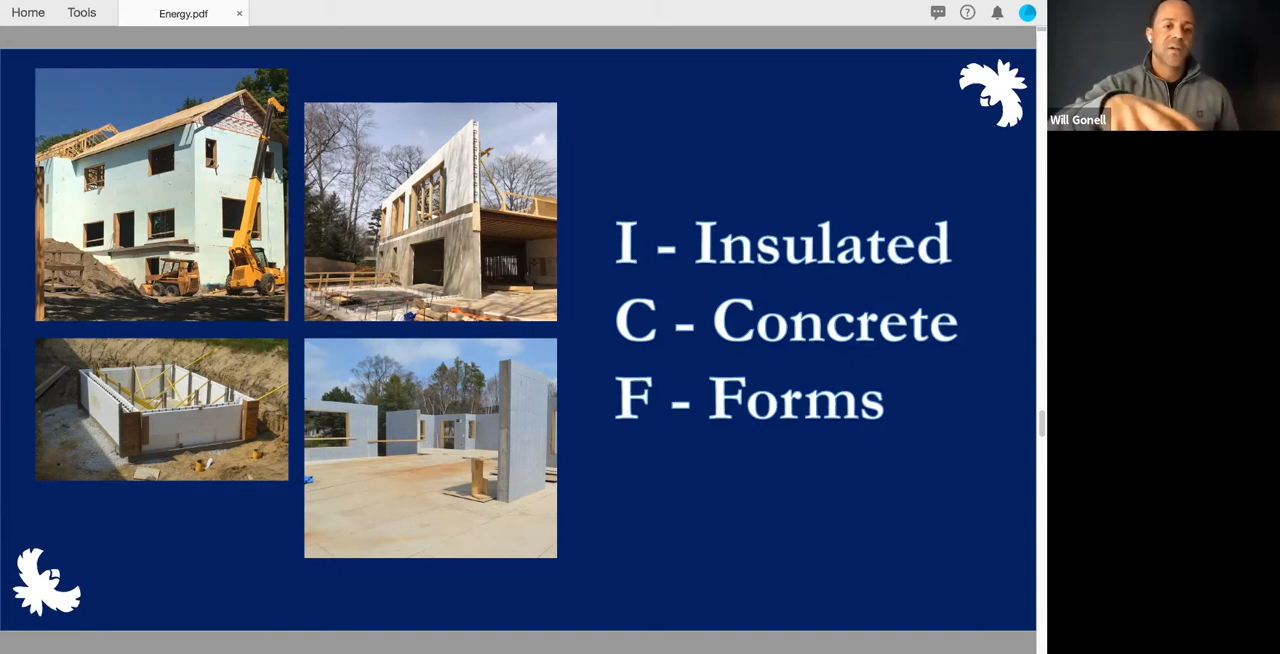 Home Tools Energy.pdf ×
Will Gonell
I - Insulated
C - Concrete
F - Forms